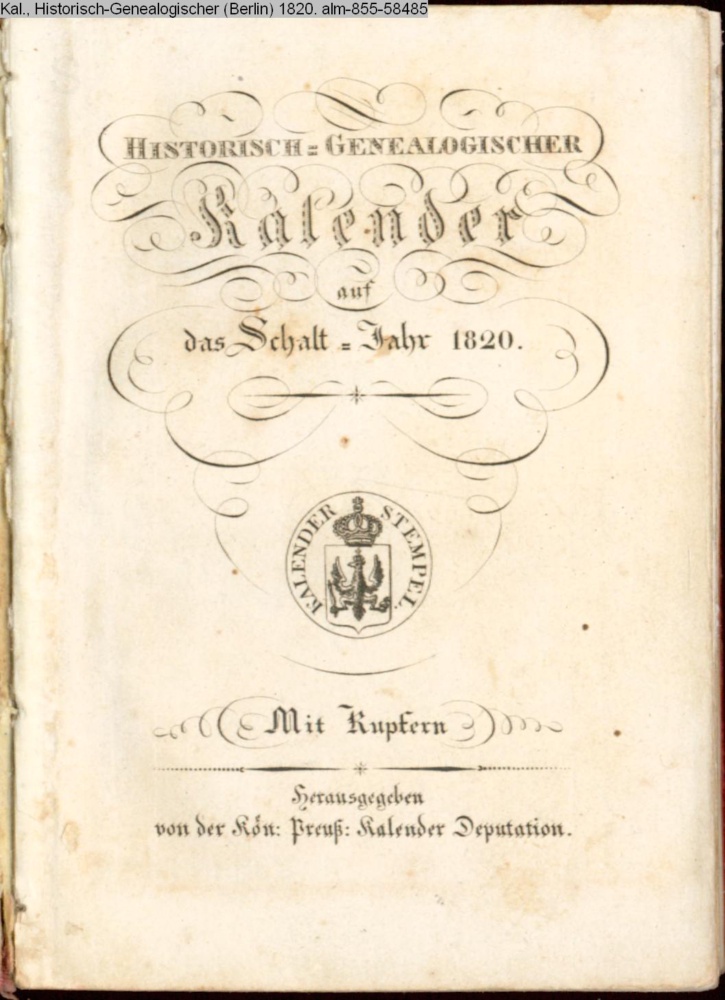 Kal., Historisch-Genealogischer (Berlin) 1820. alm-855-58485
HISTORISCH=GENEALOGISCHER
Kalender
auf
das Schalt=Jahr 1820.
KALENDER STEMPEL.
Mit Kupfern
Herausgegeben
von der Kön: Preuß: Kalender Deputation.